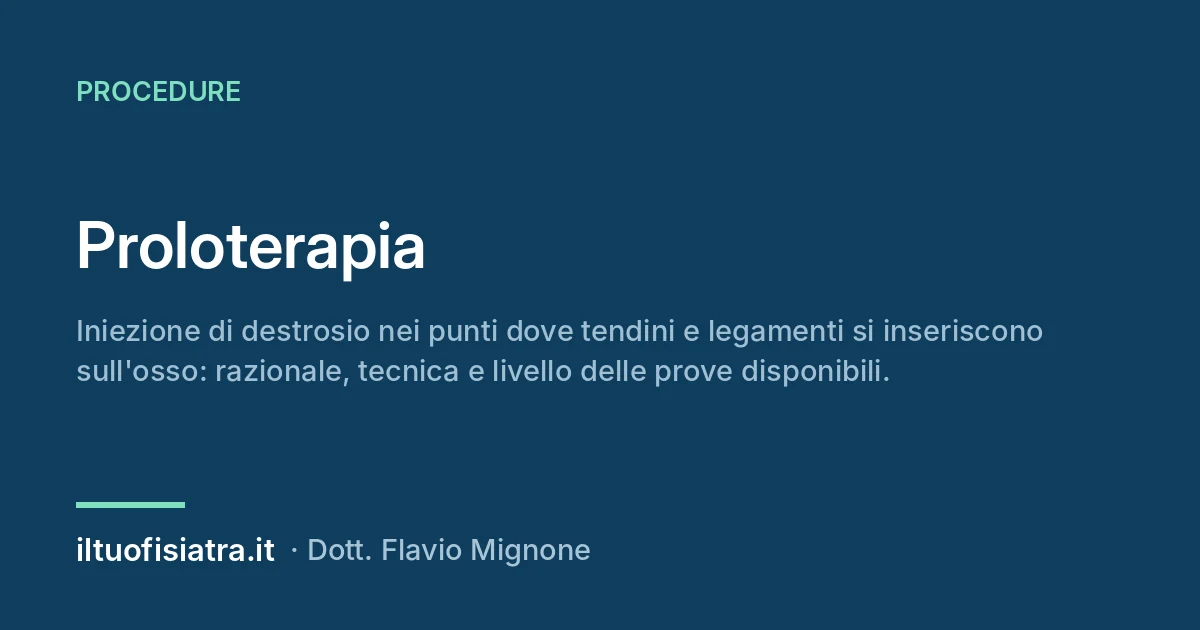 PROCEDURE
Proloterapia
Iniezione di destrosio nei punti dove tendini e legamenti si inseriscono
sull'osso: razionale, tecnica e livello delle prove disponibili.
iltuofisiatra.it · Dott. Flavio Mignone